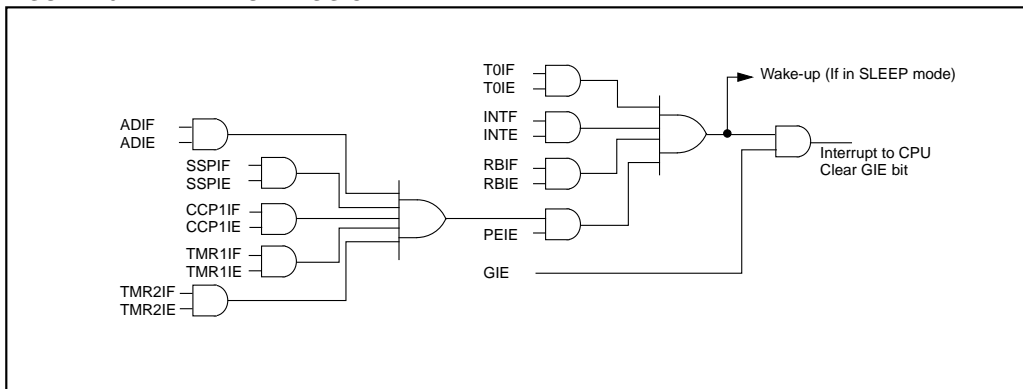 T0IF
T0IE
INTF
INTE
RBIF
RBIE
PEIE
GIE
ADIF
ADIE
SSPIF
SSPIE
CCP1IF
CCP1IE
TMR1IF
TMR1IE
TMR2IF
TMR2IE
Wake-up (If in SLEEP mode)
Interrupt to CPU
Clear GIE bit